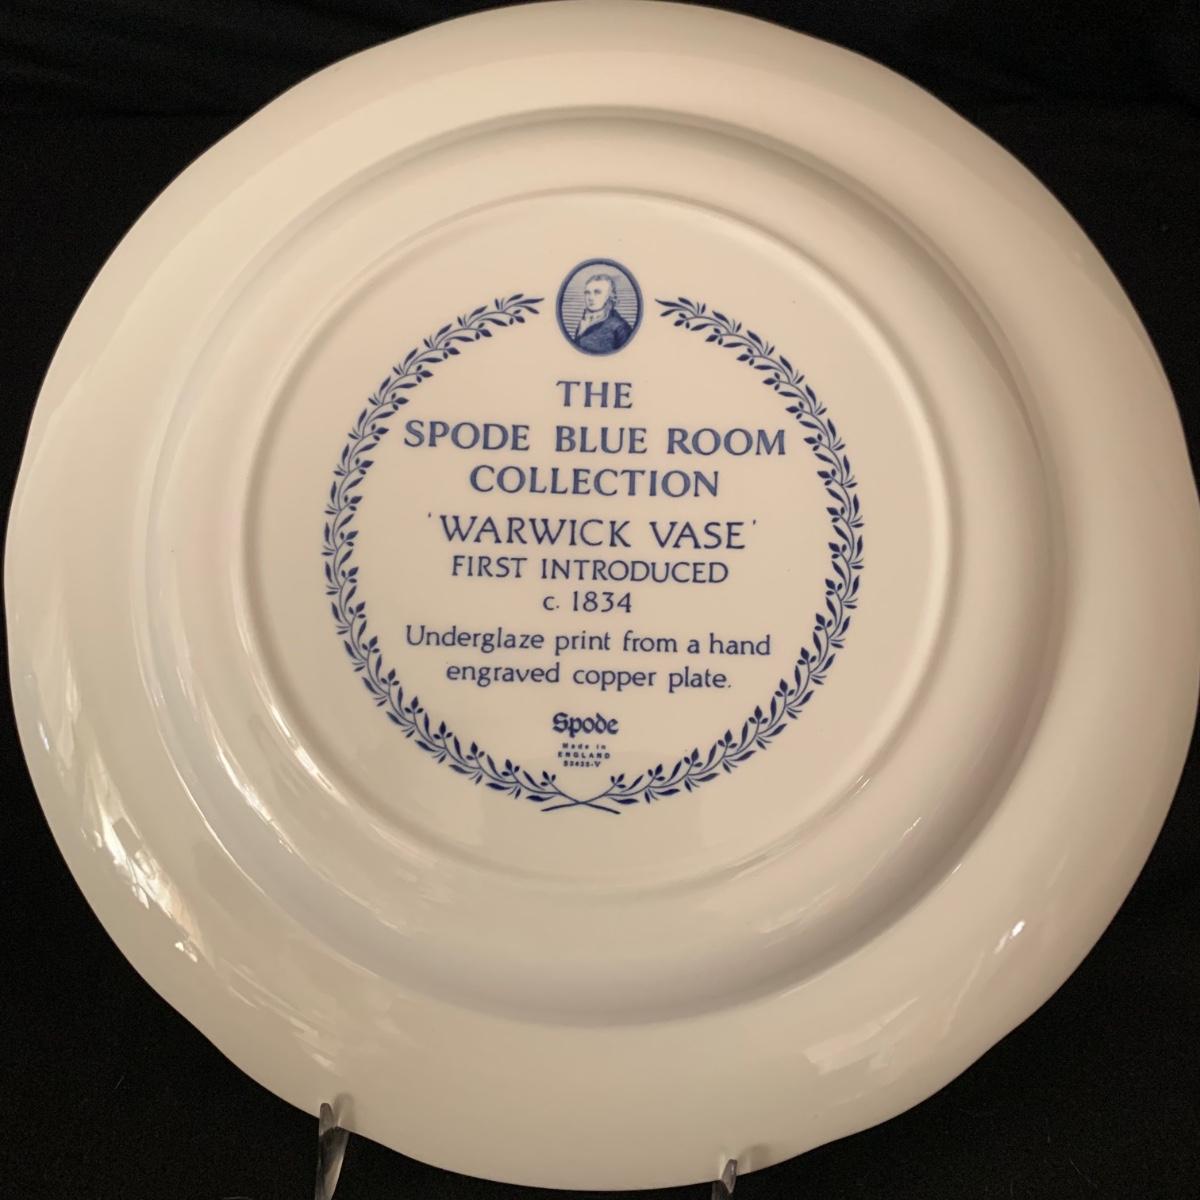 THE
SPODE BLUE ROOM
COLLECTION
'WARWICK VASE'
FIRST INTRODUCED
c. 1834
Underglaze print from a hand
engraved copper plate.
Spode
Made in
ENGLAND